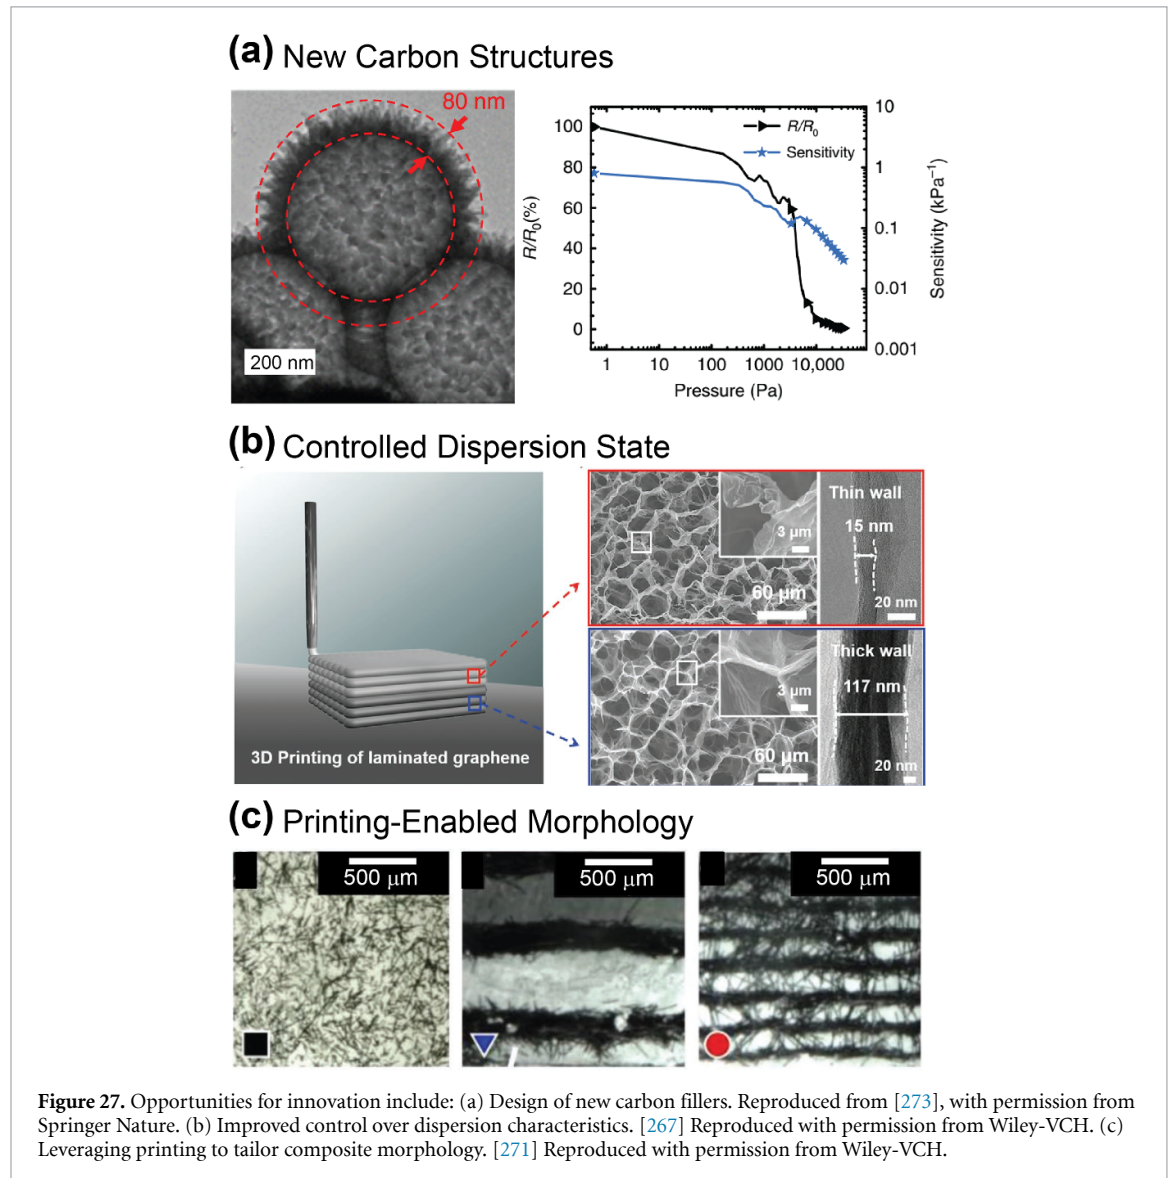 (a) New Carbon Structures
80 nm
200 nm
R/R0(%)
100
80
60
40
20
0
R/R0
Sensitivity
10
1
0.1
0.01
0.001
Sensitivity (kPa⁻¹)
1
10
100
1000
10,000
Pressure (Pa)
(b) Controlled Dispersion State
3D Printing of laminated graphene
3 µm
60 µm
Thin wall
15 nm
20 nm
3 µm
60 µm
Thick wall
117 nm
20 nm
(c) Printing-Enabled Morphology
500 µm
500 µm
500 µm
Figure 27. Opportunities for innovation include: (a) Design of new carbon fillers. Reproduced from [273], with permission from
Springer Nature. (b) Improved control over dispersion characteristics. [267] Reproduced with permission from Wiley-VCH. (c)
Leveraging printing to tailor composite morphology. [271] Reproduced with permission from Wiley-VCH.